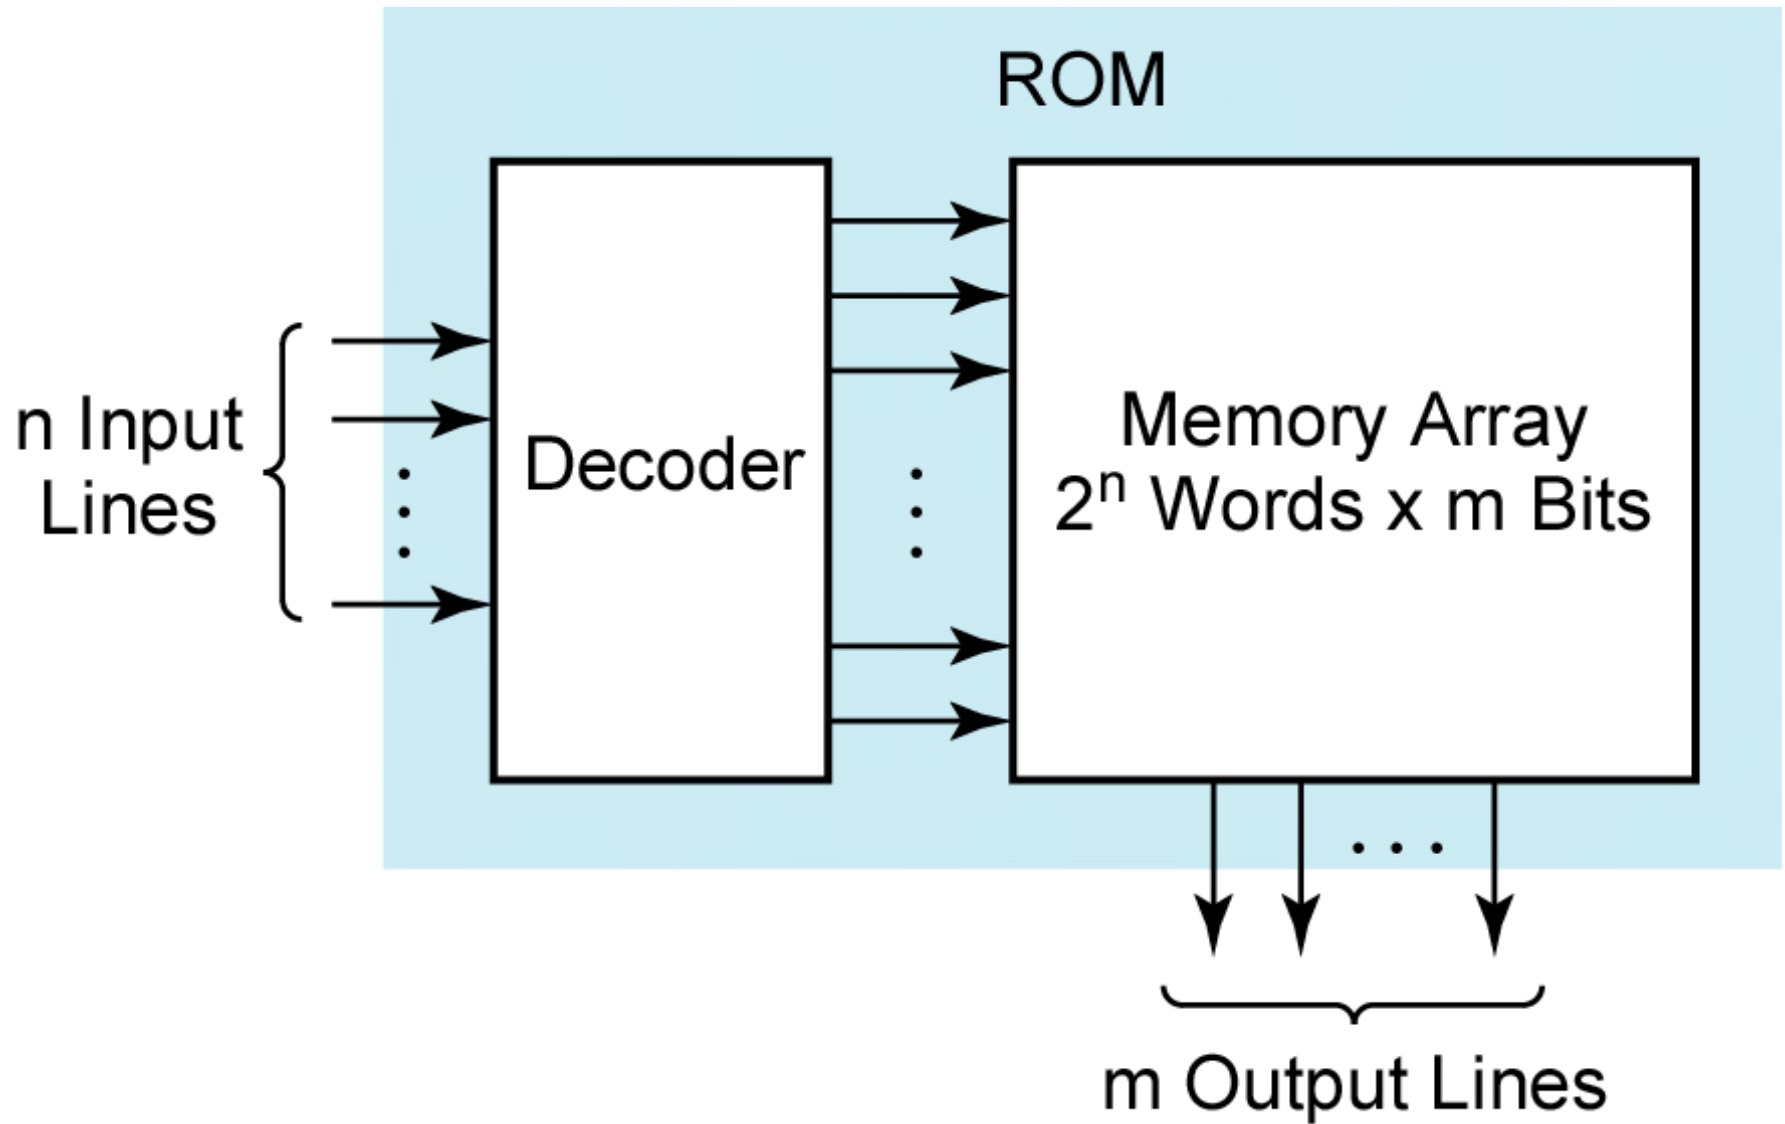 ROM
n Input
Lines
Decoder
Memory Array
2ⁿ Words x m Bits
m Output Lines